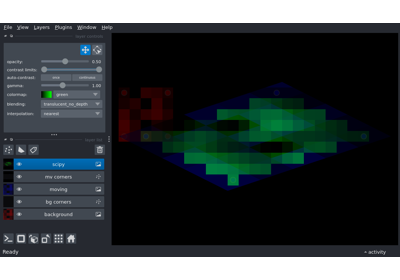 File View Layers Plugins Window Help
opacity: 0.50
contrast limits:
auto-contrast: once continuous
gamma: 1.00
colormap: green
blending: translucent_no_depth
interpolation: nearest
scipy
mv corners
moving
bg corners
background
Ready
activity